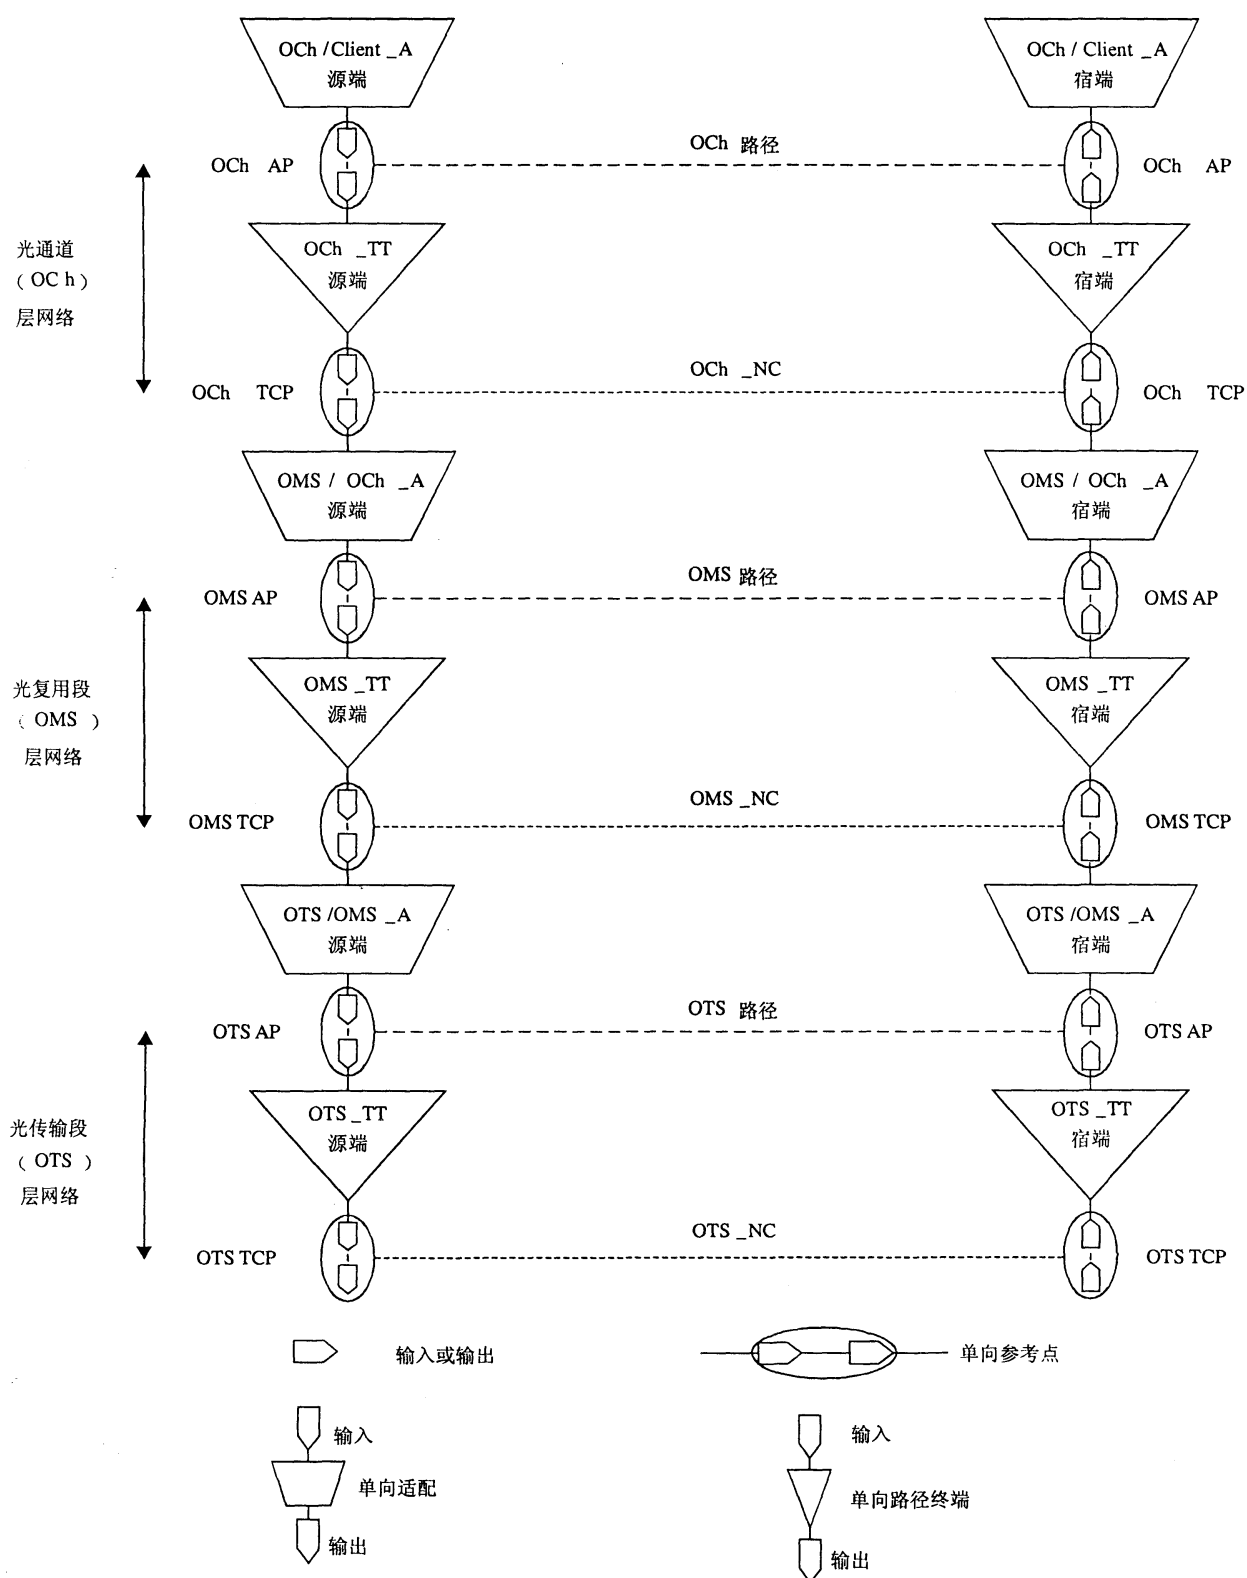 OCh /Client _A
源端
OCh / Client _A
宿端
OCh 路径
OCh AP
OCh AP
OCh _TT
源端
OCh _TT
宿端
光通道
( OC h )
层网络
OCh _NC
OCh TCP
OCh TCP
OMS / OCh _A
源端
OMS / OCh _A
宿端
OMS 路径
OMS AP
OMS AP
OMS _TT
源端
OMS _TT
宿端
光复用段
( OMS )
层网络
OMS _NC
OMS TCP
OMS TCP
OTS /OMS _A
源端
OTS /OMS _A
宿端
OTS 路径
OTS AP
OTS AP
OTS _TT
源端
OTS _TT
宿端
光传输段
( OTS )
层网络
OTS _NC
OTS TCP
OTS TCP
输入或输出
单向参考点
输入
单向适配
输出
输入
单向路径终端
输出